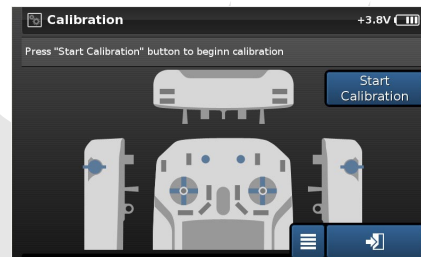 Calibration
+3.8V
Press "Start Calibration" button to beginn calibration
Start
Calibration